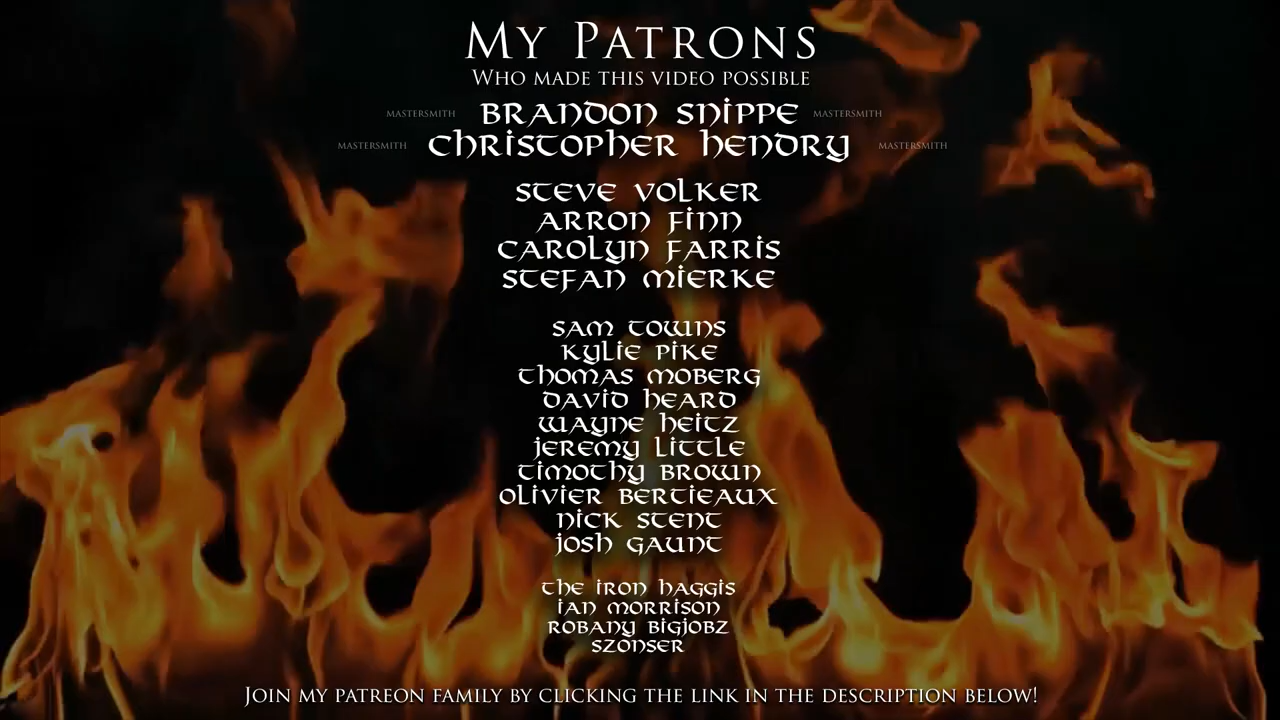 My Patrons
Who made this video possible
mastersmith Brandon Snippe mastersmith
mastersmith Christopher Hendry mastersmith
Steve Volker
Arron Finn
Carolyn Farris
Stefan Mierke
Sam Towns
Kylie Pike
Thomas Moberg
David Heard
Wayne Heitz
Jeremy Little
Timothy Brown
Olivier Bertieaux
Nick Stent
Josh Gaunt
The Iron Haggis
Ian Morrison
Robany Bigjobz
Szonser
Join my patreon family by clicking the link in the description below!